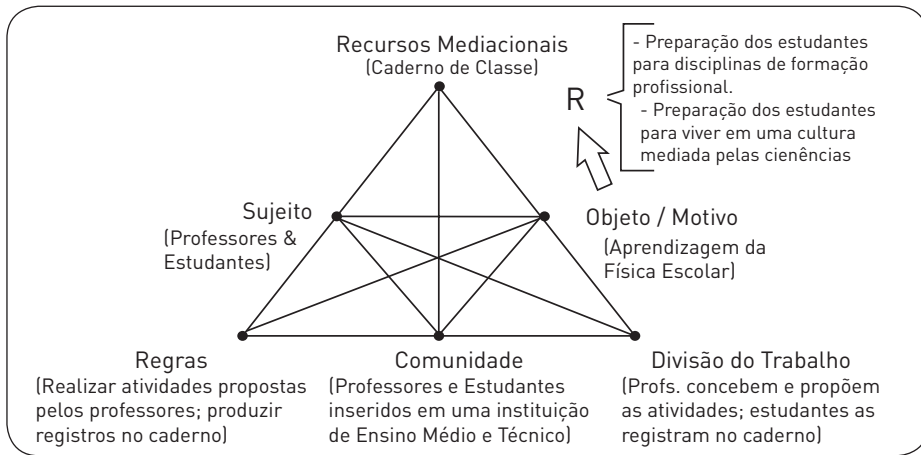 Recursos Mediacionais
(Caderno de Classe)
R
- Preparação dos estudantes
para disciplinas de formação
profissional.
- Preparação dos estudantes
para viver em uma cultura
mediada pelas cienências
Sujeito
(Professores &
Estudantes)
Objeto / Motivo
(Aprendizagem da
Física Escolar)
Regras
(Realizar atividades propostas
pelos professores; produzir
registros no caderno)
Comunidade
(Professores e Estudantes
inseridos em uma instituição
de Ensino Médio e Técnico)
Divisão do Trabalho
(Profs. concebem e propõem
as atividades; estudantes as
registram no caderno)